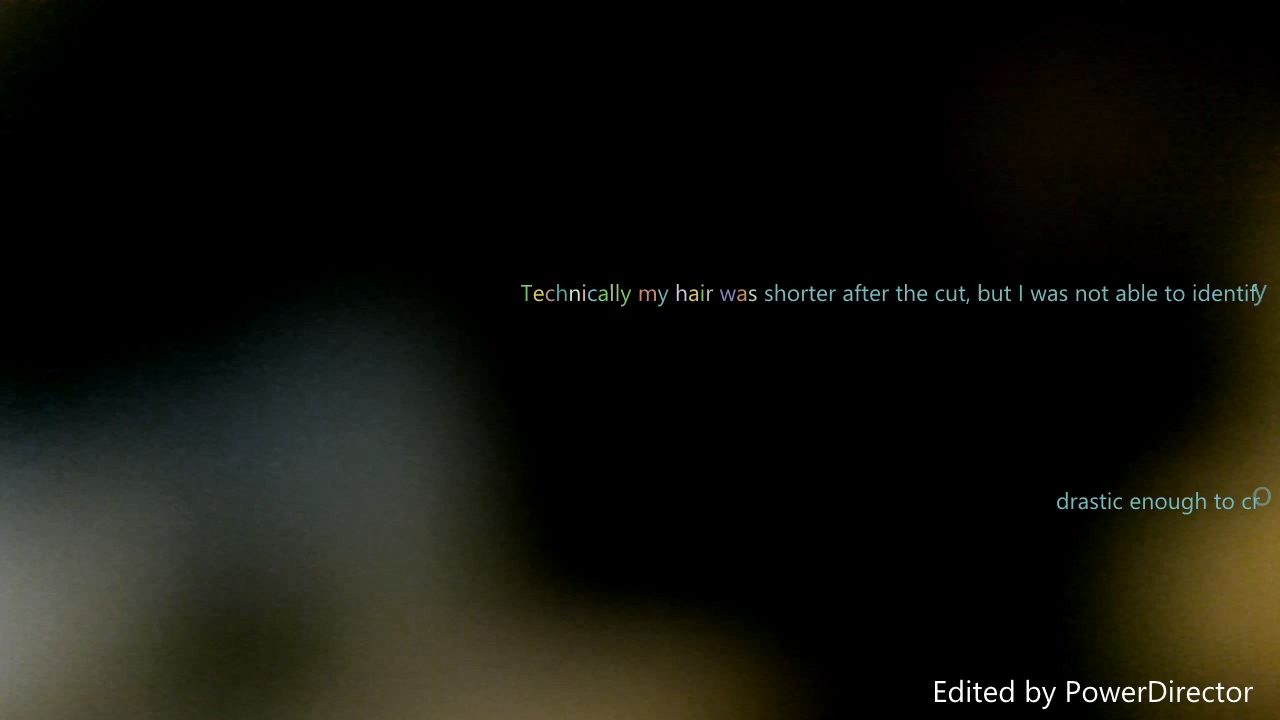 Technically my hair was shorter after the cut, but I was not able to identify
drastic enough to cro
Edited by PowerDirector